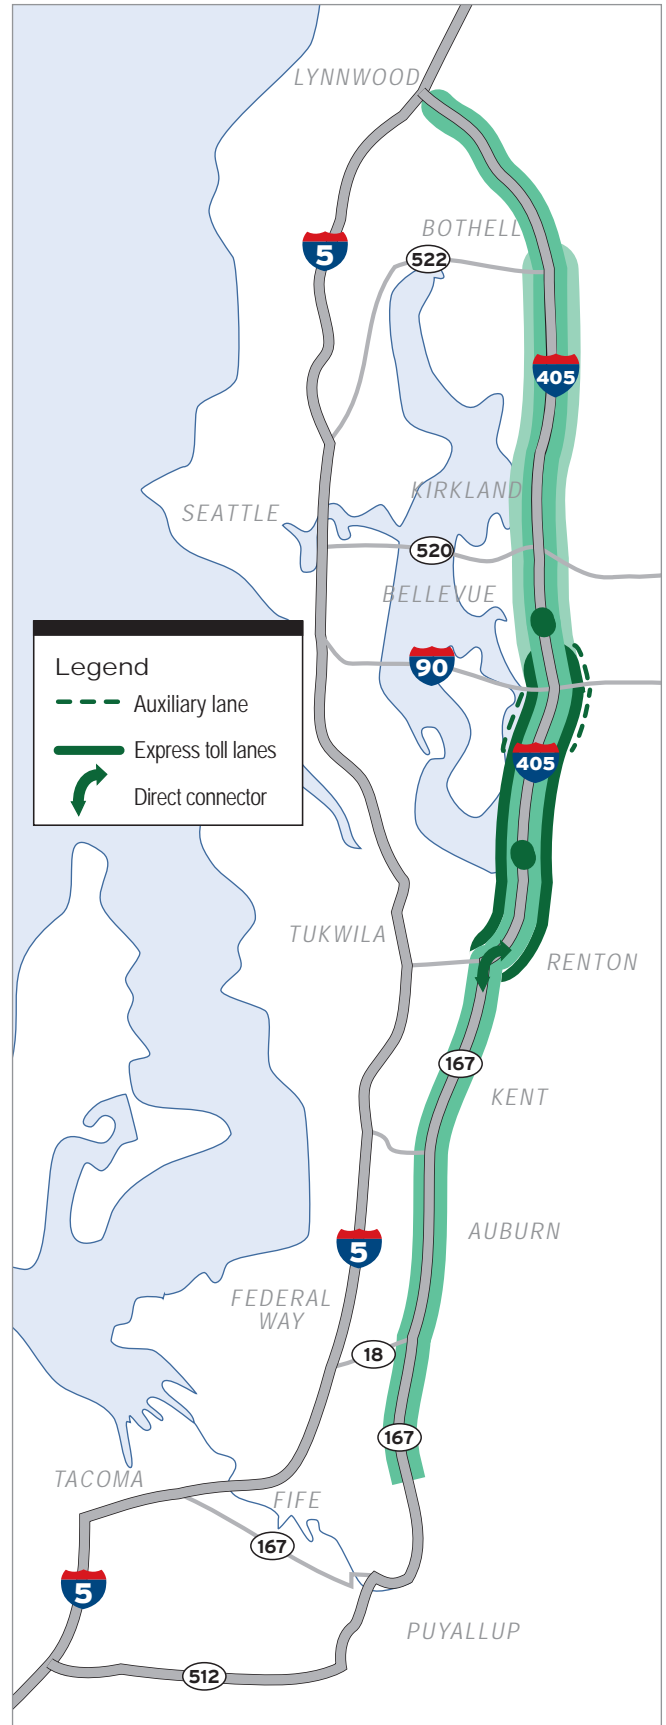 LYNNWOOD
BOTHELL
5
522
405
KIRKLAND
SEATTLE
520
BELLEVUE
90
Legend
Auxiliary lane
Express toll lanes
Direct connector
405
TUKWILA
RENTON
167
KENT
AUBURN
5
FEDERAL
WAY
18
167
TACOMA
FIFE
167
5
PUYALLUP
512